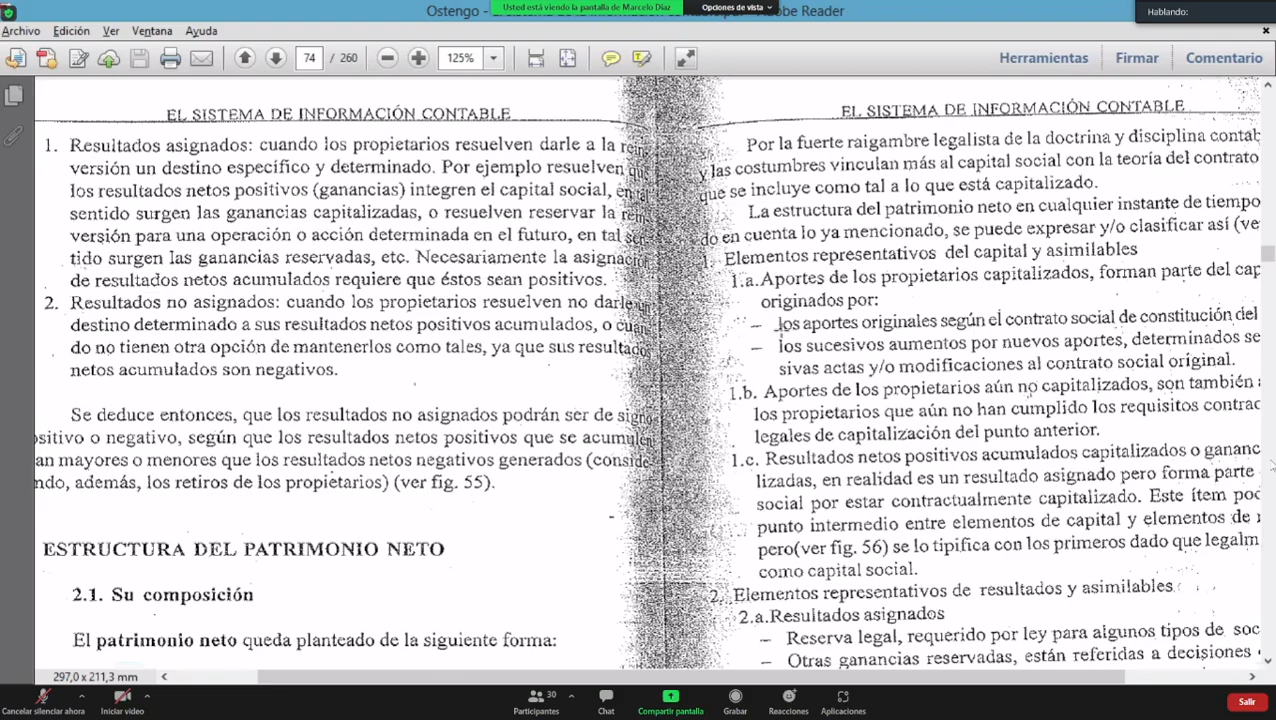 Ostengo -
Adobe Reader
Usted está viendo la pantalla de Marcelo Diaz
Opciones de vista
Hablando:
Archivo Edición Ver Ventana Ayuda
74 / 260
125%
Herramientas Firmar Comentario
EL SISTEMA DE INFORMACIÓN CONTABLE
1. Resultados asignados: cuando los propietarios resuelven darle a la
versión un destino específico y determinado. Por ejemplo resuelven que
los resultados netos positivos (ganancias) integren el capital social, en tal
sentido surgen las ganancias capitalizadas, o resuelven reservar la
versión para una operación o acción determinada en el futuro, en tal
tido surgen las ganancias reservadas, etc. Necesariamente la asignación
de resultados netos acumulados requiere que éstos sean positivos.
2. Resultados no asignados: cuando los propietarios resuelven no darle un
destino determinado a sus resultados netos positivos acumulados, o cuan
do no tienen otra opción de mantenerlos como tales, ya que sus resultados
netos acumulados son negativos.
Se deduce entonces, que los resultados no asignados podrán ser de signo
ositivo o negativo, según que los resultados netos positivos que se acumulen
an mayores o menores que los resultados netos negativos generados (conside
ndo, además, los retiros de los propietarios) (ver fig. 55).
ESTRUCTURA DEL PATRIMONIO NETO
2.1. Su composición
El patrimonio neto queda planteado de la siguiente forma:
EL SISTEMA DE INFORMACIÓN CONTABLE
Por la fuerte raigambre legalista de la doctrina y disciplina contab
y las costumbres vinculan más al capital social con la teoría del contrato
que se incluye como tal a lo que está capitalizado.
La estructura del patrimonio neto en cualquier instante de tiempo
do en cuenta lo ya mencionado, se puede expresar y/o clasificar así (ve
1. Elementos representativos del capital y asimilables
1.a. Aportes de los propietarios capitalizados, forman parte del cap
originados por:
– los aportes originales según el contrato social de constitución del
– los sucesivos aumentos por nuevos aportes, determinados se
sivas actas y/o modificaciones al contrato social original.
1.b. Aportes de los propietarios aún no capitalizados, son también
los propietarios que aún no han cumplido los requisitos contrac
legales de capitalización del punto anterior.
1.c. Resultados netos positivos acumulados capitalizados o gananc
lizadas, en realidad es un resultado asignado pero forma parte
social por estar contractualmente capitalizado. Este ítem pod
punto intermedio entre elementos de capital y elementos de
pero(ver fig. 56) se lo tipifica con los primeros dado que legalm
como capital social.
2. Elementos representativos de resultados y asimilables
2.a. Resultados asignados
– Reserva legal, requerido por ley para algunos tipos de soc
– Otras ganancias reservadas, están referidas a decisiones
297,0 x 211,3 mm
Cancelar silenciar ahora Iniciar video Participantes 30 Chat Compartir pantalla Grabar Reacciones Aplicaciones Salir